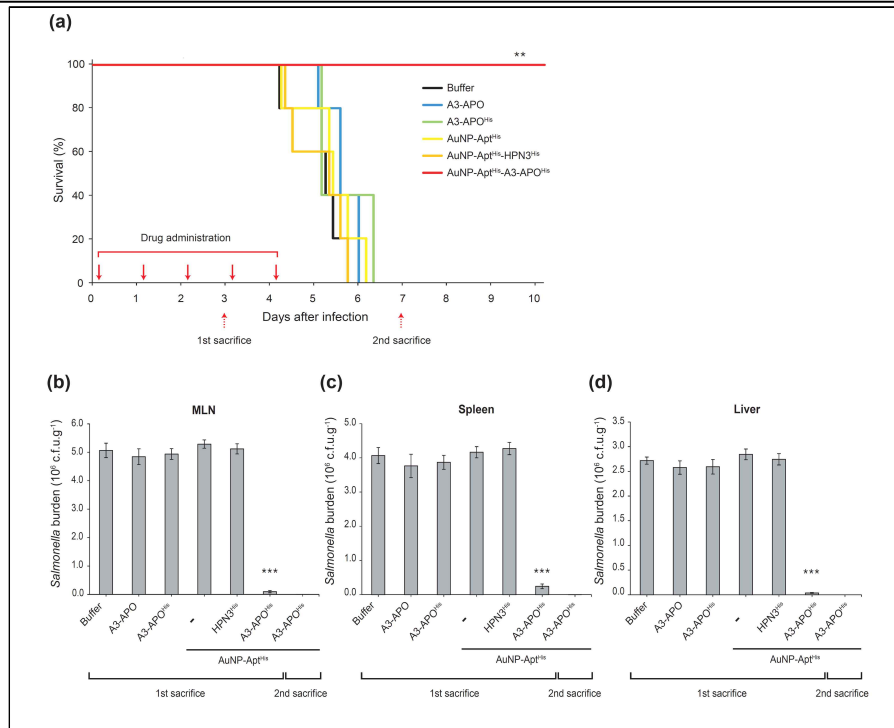 (a)
**
100
80
60
40
20
0
Survival (%)
Buffer
A3-APO
A3-APOHis
AuNP-AptHis
AuNP-AptHis-HPN3His
AuNP-AptHis-A3-APOHis
Drug administration
0 1 2 3 4 5 6 7 8 9 10
Days after infection
1st sacrifice
2nd sacrifice
(b)
MLN
Salmonella burden (10⁶ c.f.u.g⁻¹)
6.0
5.0
4.0
3.0
2.0
1.0
0.0
***
Buffer
A3-APO
A3-APOHis
-
HPN3His
A3-APOHis
A3-APOHis
AuNP-AptHis
1st sacrifice
2nd sacrifice
(c)
Spleen
Salmonella burden (10⁶ c.f.u.g⁻¹)
5.0
4.0
3.0
2.0
1.0
0.0
***
Buffer
A3-APO
A3-APOHis
-
HPN3His
A3-APOHis
A3-APOHis
AuNP-AptHis
1st sacrifice
2nd sacrifice
(d)
Liver
Salmonella burden (10⁶ c.f.u.g⁻¹)
3.5
3.0
2.5
2.0
1.5
1.0
0.5
0.0
***
Buffer
A3-APO
A3-APOHis
-
HPN3His
A3-APOHis
A3-APOHis
AuNP-AptHis
1st sacrifice
2nd sacrifice